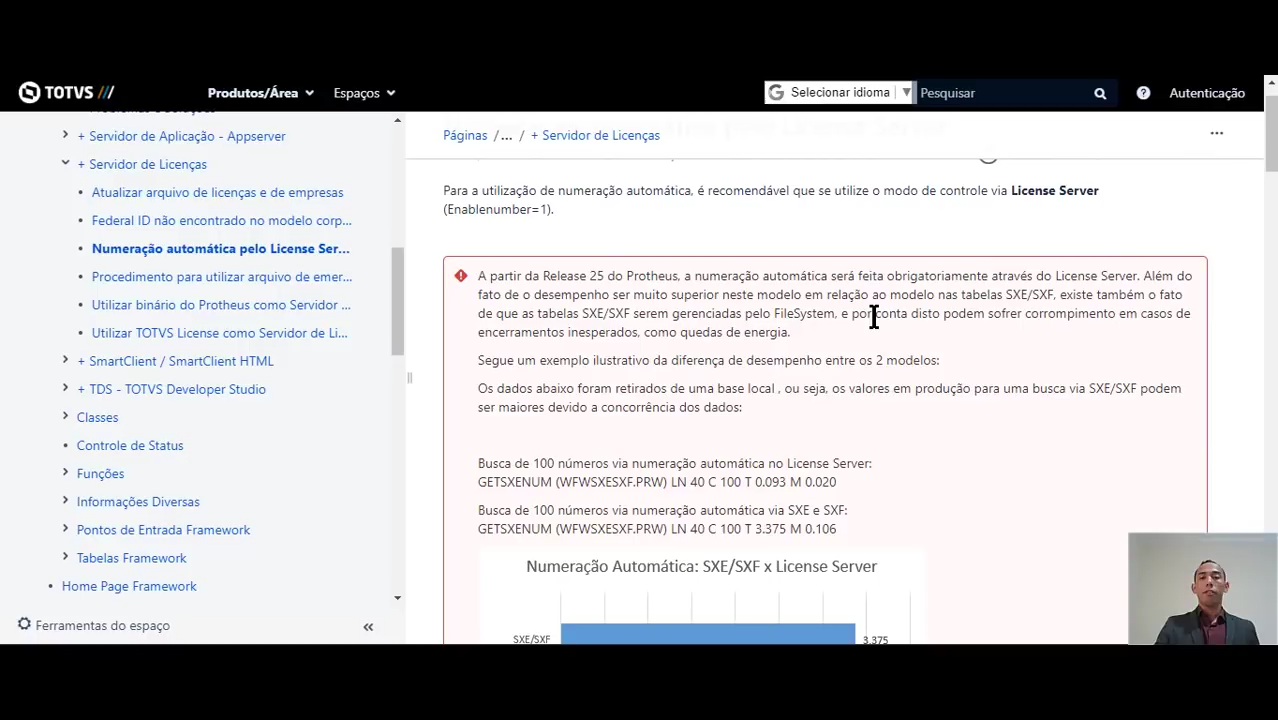 TOTVS
Produtos/Área
Espaços
Selecionar idioma
Pesquisar
Autenticação
+ Servidor de Aplicação - Appserver
+ Servidor de Licenças
Atualizar arquivo de licenças e de empresas
Federal ID não encontrado no modelo corp...
Numeração automática pelo License Ser...
Procedimento para utilizar arquivo de emer...
Utilizar binário do Protheus como Servidor ...
Utilizar TOTVS License como Servidor de Li...
+ SmartClient / SmartClient HTML
+ TDS - TOTVS Developer Studio
Classes
Controle de Status
Funções
Informações Diversas
Pontos de Entrada Framework
Tabelas Framework
Home Page Framework
Ferramentas do espaço
Páginas /... / + Servidor de Licenças
Para a utilização de numeração automática, é recomendável que se utilize o modo de controle via License Server
(Enablenumber=1).
A partir da Release 25 do Protheus, a numeração automática será feita obrigatoriamente através do License Server. Além do
fato de o desempenho ser muito superior neste modelo em relação ao modelo nas tabelas SXE/SXF, existe também o fato
de que as tabelas SXE/SXF serem gerenciadas pelo FileSystem, e por conta disto podem sofrer corrompimento em casos de
encerramentos inesperados, como quedas de energia.
Segue um exemplo ilustrativo da diferença de desempenho entre os 2 modelos:
Os dados abaixo foram retirados de uma base local , ou seja, os valores em produção para uma busca via SXE/SXF podem
ser maiores devido a concorrência dos dados:
Busca de 100 números via numeração automática no License Server:
GETSXENUM (WFWSXESXF.PRW) LN 40 C 100 T 0.093 M 0.020
Busca de 100 números via numeração automática via SXE e SXF:
GETSXENUM (WFWSXESXF.PRW) LN 40 C 100 T 3.375 M 0.106
Numeração Automática: SXE/SXF x License Server
SXE/SXF
3.375